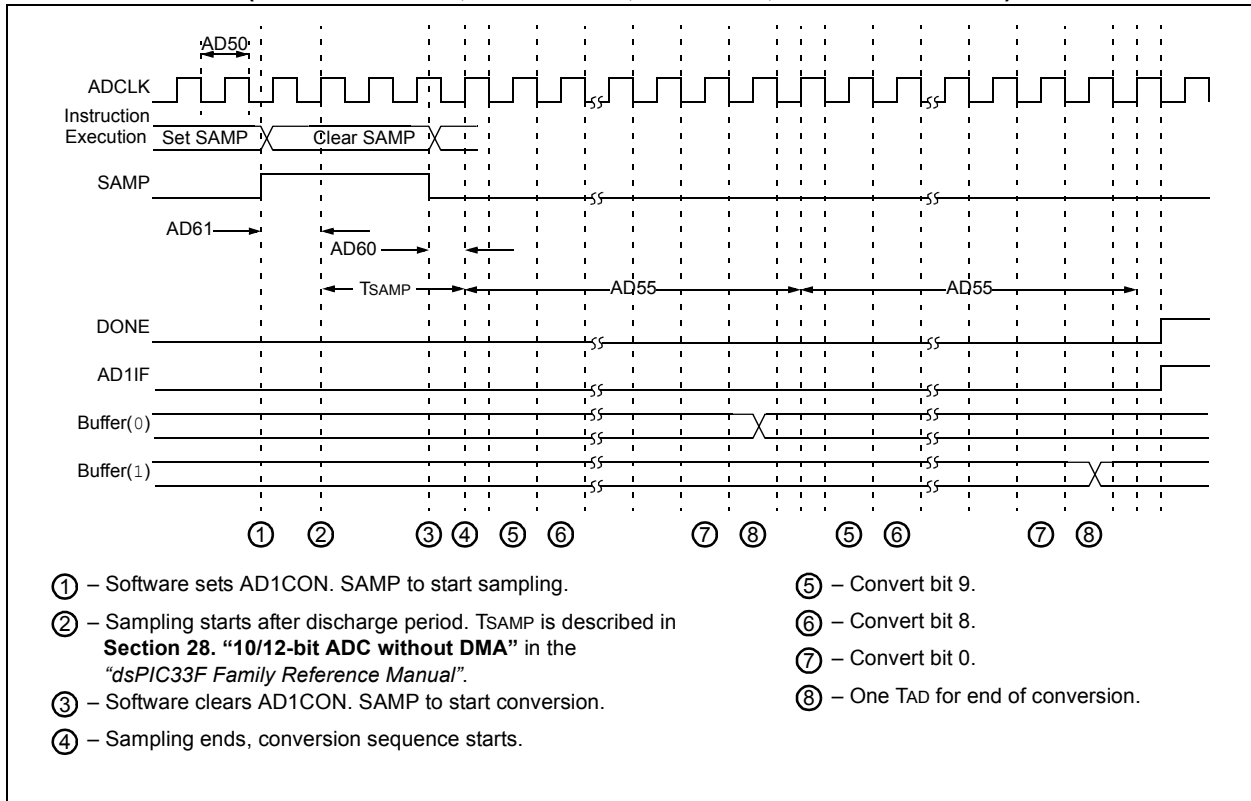 AD50
ADCLK
Instruction
Execution
Set SAMP
Clear SAMP
SAMP
AD61
AD60
TSAMP
AD55
AD55
DONE
AD1IF
Buffer(0)
Buffer(1)
1 2 3 4 5 6 7 8 5 6 7 8
1 – Software sets AD1CON. SAMP to start sampling.
2 – Sampling starts after discharge period. TSAMP is described in
Section 28. “10/12-bit ADC without DMA” in the
“dsPIC33F Family Reference Manual”.
3 – Software clears AD1CON. SAMP to start conversion.
4 – Sampling ends, conversion sequence starts.
5 – Convert bit 9.
6 – Convert bit 8.
7 – Convert bit 0.
8 – One TAD for end of conversion.